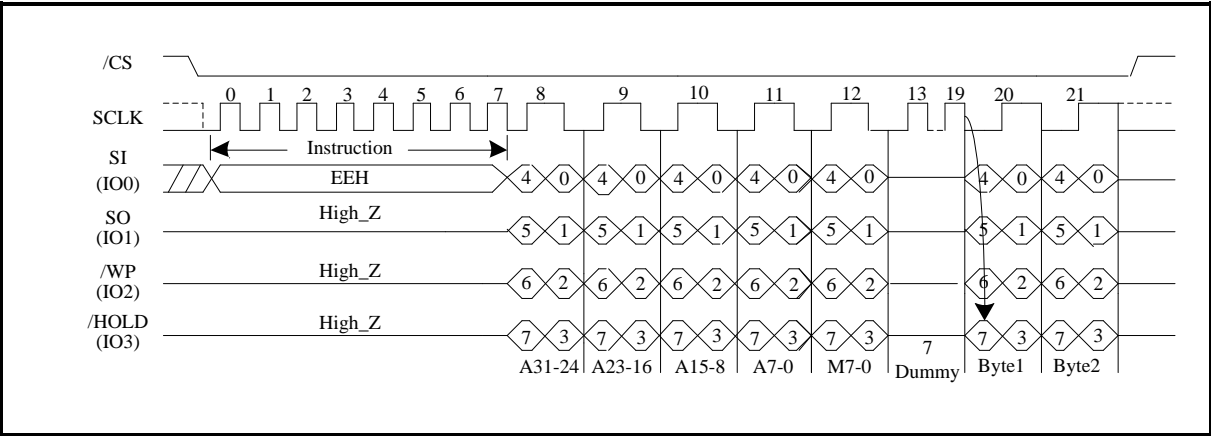 /CS
0 1 2 3 4 5 6 7 8 9 10 11 12 13 19 20 21
SCLK
Instruction
SI
(IO0)
EEH
4 0 4 0 4 0 4 0 4 0 4 0 4 0
SO
(IO1)
High_Z
5 1 5 1 5 1 5 1 5 1 5 1 5 1
/WP
(IO2)
High_Z
6 2 6 2 6 2 6 2 6 2 6 2 6 2
/HOLD
(IO3)
High_Z
7 3 7 3 7 3 7 3 7 3 7 3 7 3
A31-24 A23-16 A15-8 A7-0 M7-0 7 Dummy Byte1 Byte2